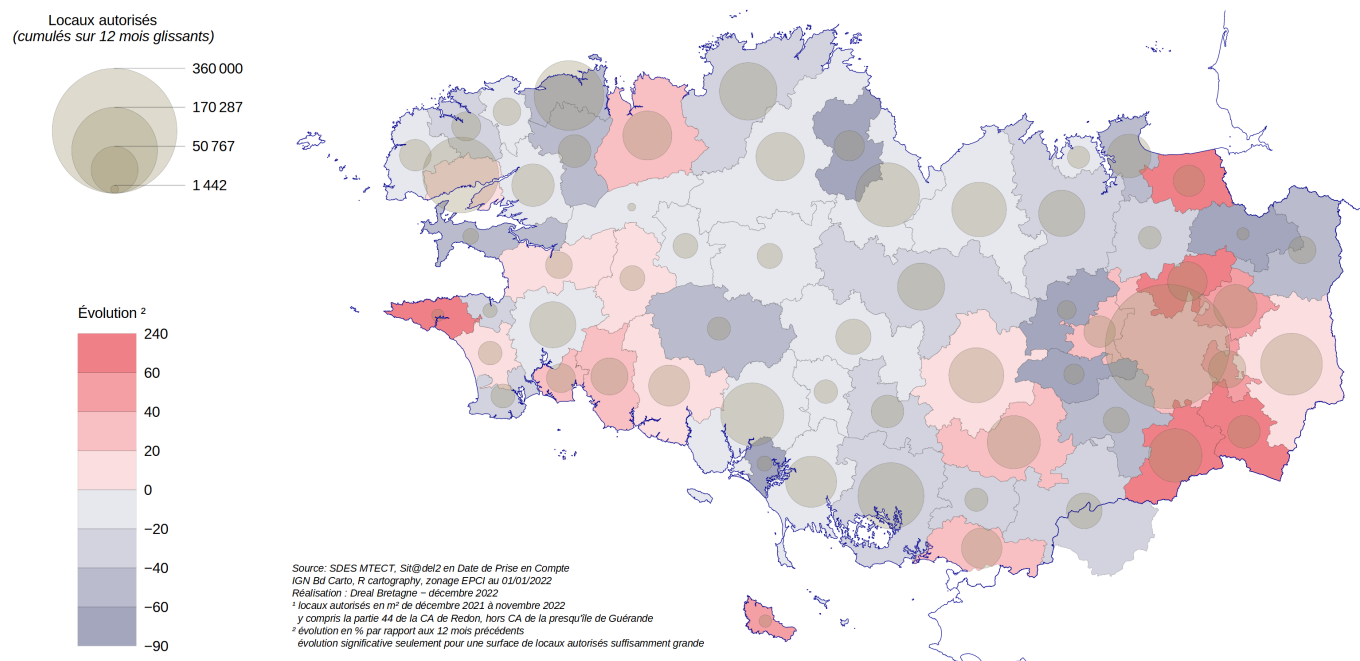 Locaux autorisés
(cumulés sur 12 mois glissants)
360 000
170 287
50 767
1 442
Évolution ²
240
60
40
20
0
−20
−40
−60
−90
Source: SDES MTECT, Sit@del2 en Date de Prise en Compte
IGN Bd Carto, R cartography, zonage EPCI au 01/01/2022
Réalisation : Dreal Bretagne − décembre 2022
¹ locaux autorisés en m² de décembre 2021 à novembre 2022
y compris la partie 44 de la CA de Redon, hors CA de la presqu'île de Guérande
² évolution en % par rapport aux 12 mois précédents
évolution significative seulement pour une surface de locaux autorisés suffisamment grande